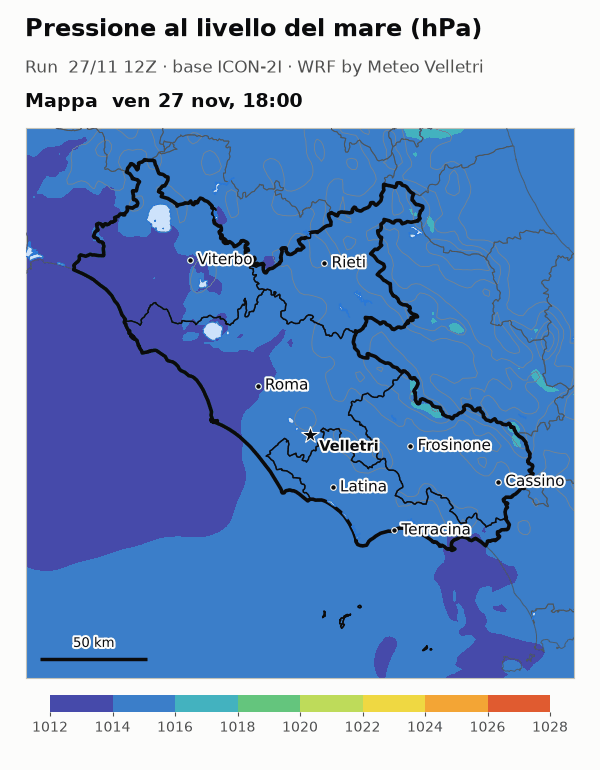 Pressione al livello del mare (hPa)
Run  27/11 12Z · base ICON-2I · WRF by Meteo Velletri
Mappa  ven 27 nov, 18:00
Viterbo
Rieti
Roma
Velletri
Frosinone
Cassino
Latina
Terracina
50 km
1012 1014 1016 1018 1020 1022 1024 1026 1028